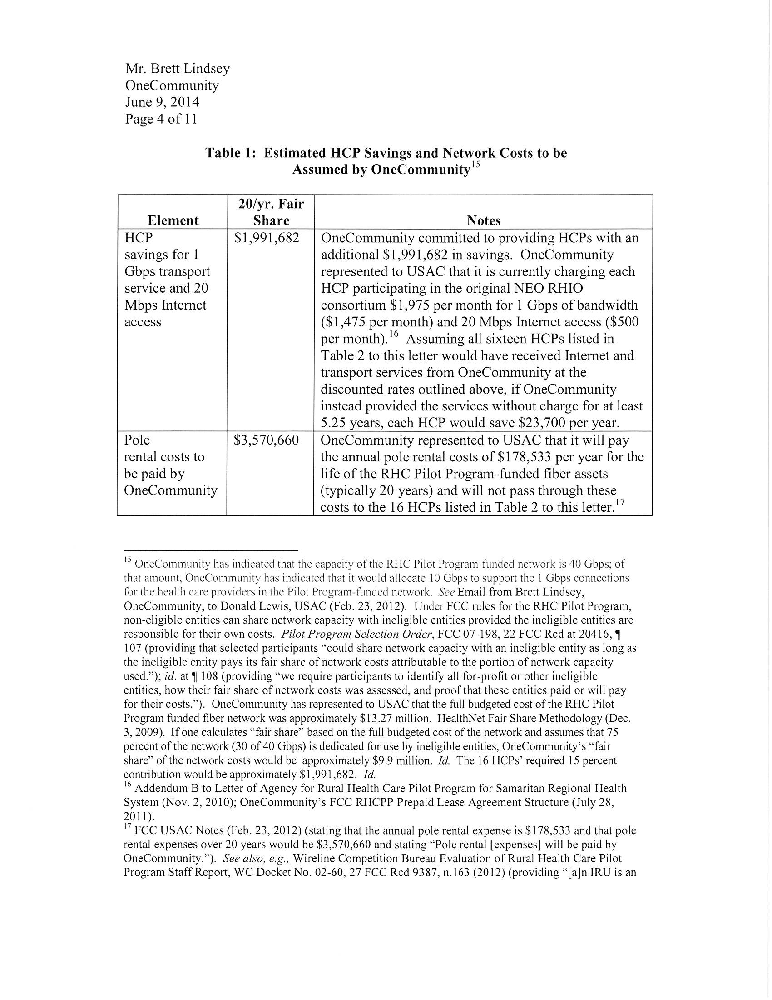 Mr. Brett Lindsey
OneCommunity
June 9, 2014
Page 4 of 11
Table 1: Estimated HCP Savings and Network Costs to be
Assumed by OneCommunity15
Element
20/yr. Fair
Share
Notes
HCP
savings for 1
Gbps transport
service and 20
Mbps Internet
access
$1,991,682
OneCommunity committed to providing HCPs with an
additional $1,991,682 in savings. OneCommunity
represented to USAC that it is currently charging each
HCP participating in the original NEO RHIO
consortium $1,975 per month for 1 Gbps of bandwidth
($1,475 per month) and 20 Mbps Internet access ($500
per month).16 Assuming all sixteen HCPs listed in
Table 2 to this letter would have received Internet and
transport services from OneCommunity at the
discounted rates outlined above, if OneCommunity
instead provided the services without charge for at least
5.25 years, each HCP would save $23,700 per year.
Pole
rental costs to
be paid by
OneCommunity
$3,570,660
OneCommunity represented to USAC that it will pay
the annual pole rental costs of $178,533 per year for the
life of the RHC Pilot Program-funded fiber assets
(typically 20 years) and will not pass through these
costs to the 16 HCPs listed in Table 2 to this letter.17
15 OneCommunity has indicated that the capacity of the RHC Pilot Program-funded network is 40 Gbps; of
that amount, OneCommunity has indicated that it would allocate 10 Gbps to support the 1 Gbps connections
for the health care providers in the Pilot Program-funded network. See Email from Brett Lindsey,
OneCommunity, to Donald Lewis, USAC (Feb. 23, 2012). Under FCC rules for the RHC Pilot Program,
non-eligible entities can share network capacity with ineligible entities provided the ineligible entities are
responsible for their own costs. Pilot Program Selection Order, FCC 07-198, 22 FCC Rcd at 20416, ¶
107 (providing that selected participants “could share network capacity with an ineligible entity as long as
the ineligible entity pays its fair share of network costs attributable to the portion of network capacity
used.”); id. at ¶ 108 (providing “we require participants to identify all for-profit or other ineligible
entities, how their fair share of network costs was assessed, and proof that these entities paid or will pay
for their costs.”). OneCommunity has represented to USAC that the full budgeted cost of the RHC Pilot
Program funded fiber network was approximately $13.27 million. HealthNet Fair Share Methodology (Dec.
3, 2009). If one calculates “fair share” based on the full budgeted cost of the network and assumes that 75
percent of the network (30 of 40 Gbps) is dedicated for use by ineligible entities, OneCommunity’s “fair
share” of the network costs would be approximately $9.9 million. Id. The 16 HCPs’ required 15 percent
contribution would be approximately $1,991,682. Id.
16 Addendum B to Letter of Agency for Rural Health Care Pilot Program for Samaritan Regional Health
System (Nov. 2, 2010); OneCommunity’s FCC RHCPP Prepaid Lease Agreement Structure (July 28,
2011).
17 FCC USAC Notes (Feb. 23, 2012) (stating that the annual pole rental expense is $178,533 and that pole
rental expenses over 20 years would be $3,570,660 and stating “Pole rental [expenses] will be paid by
OneCommunity.”). See also, e.g., Wireline Competition Bureau Evaluation of Rural Health Care Pilot
Program Staff Report, WC Docket No. 02-60, 27 FCC Rcd 9387, n.163 (2012) (providing “[a]n IRU is an